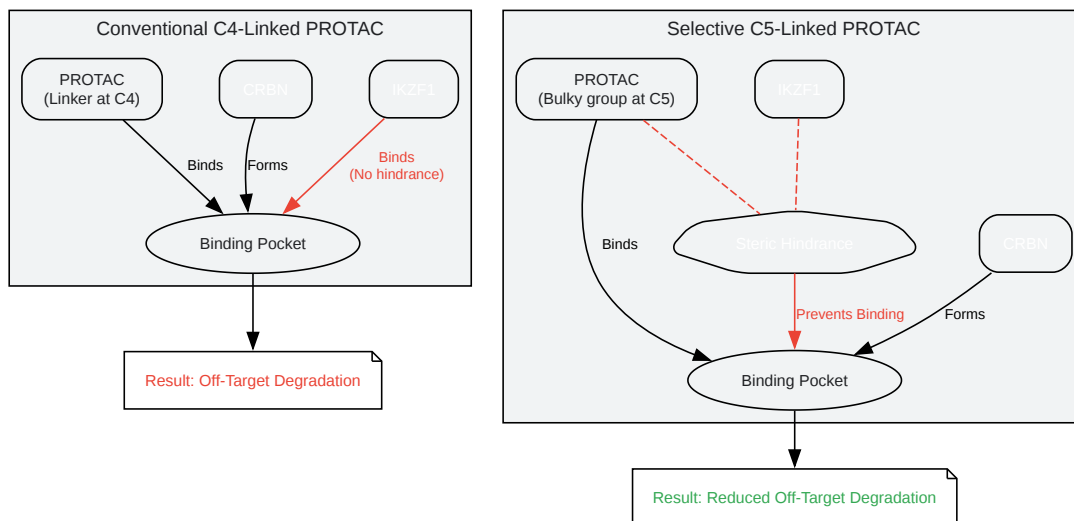 Conventional C4-Linked PROTAC
PROTAC
(Linker at C4)
CRBN
IKZF1
Binds
Forms
Binds
(No hindrance)
Binding Pocket
Result: Off-Target Degradation
Selective C5-Linked PROTAC
PROTAC
(Bulky group at C5)
IKZF1
Binds
Steric Hindrance
CRBN
Prevents Binding
Forms
Binding Pocket
Result: Reduced Off-Target Degradation